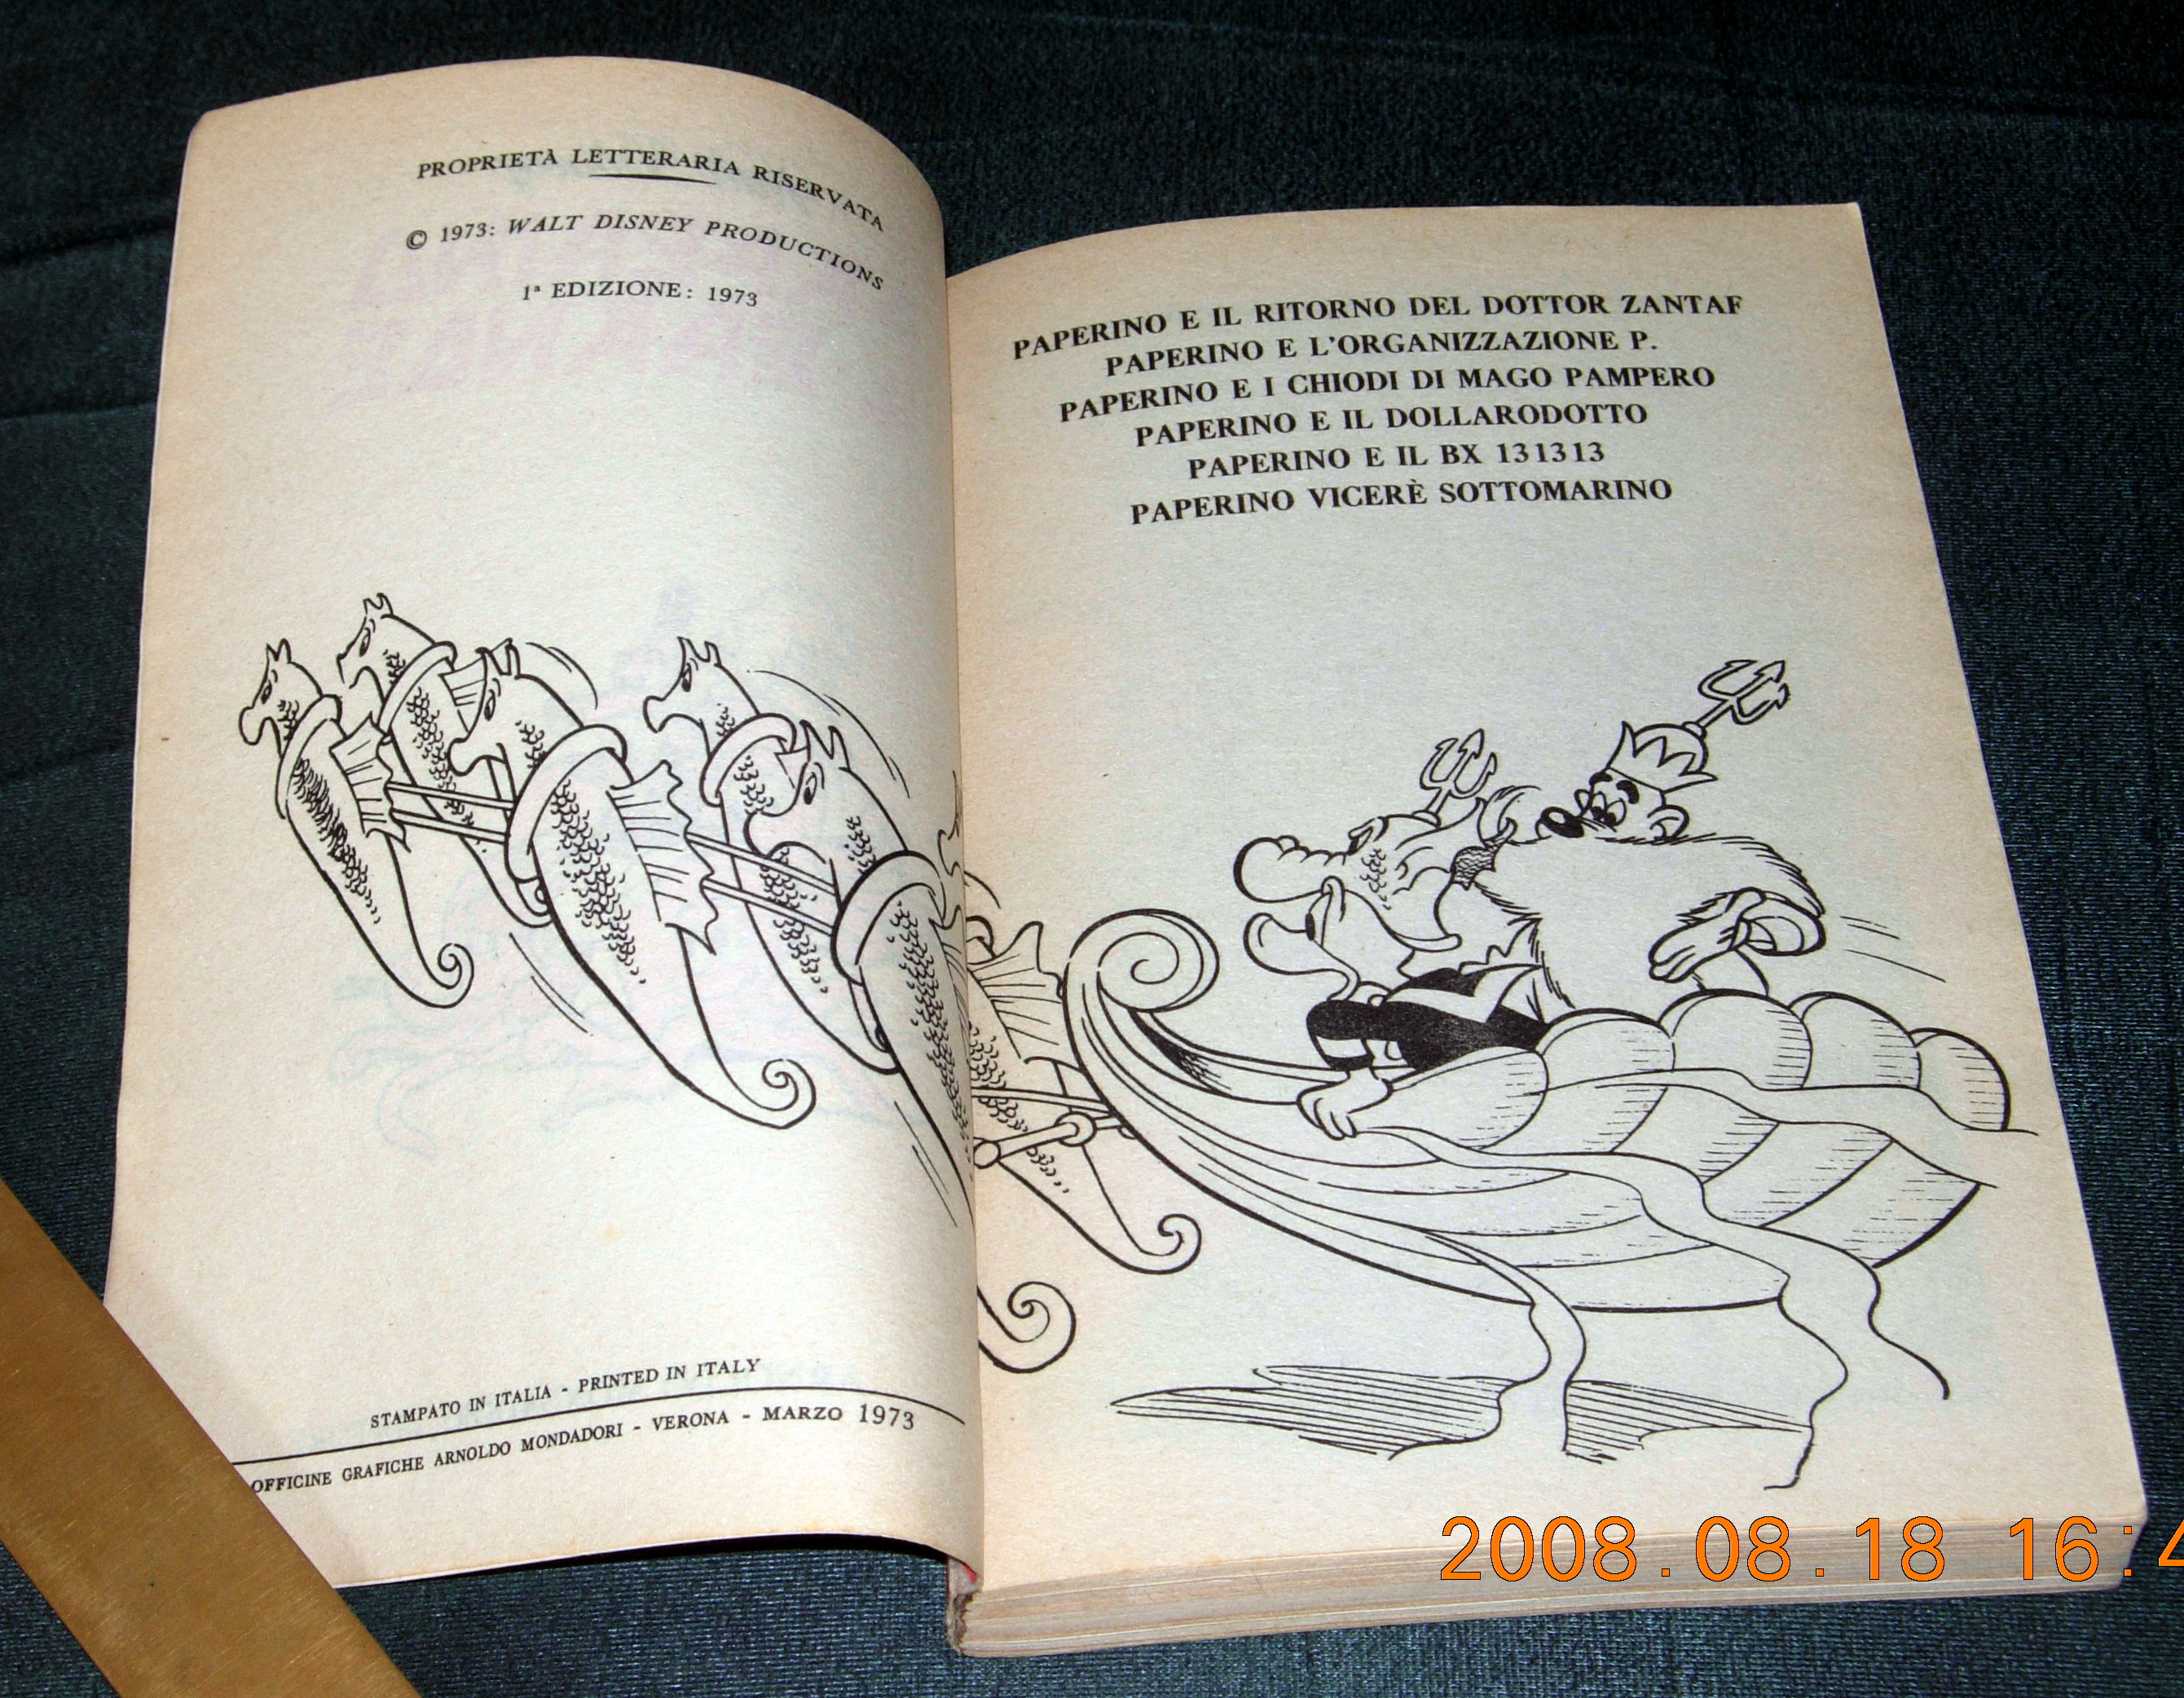 PROPRIETÀ LETTERARIA RISERVATA
© 1973: WALT DISNEY PRODUCTIONS
1ª EDIZIONE: 1973
STAMPATO IN ITALIA - PRINTED IN ITALY
OFFICINE GRAFICHE ARNOLDO MONDADORI - VERONA - MARZO 1973
PAPERINO E IL RITORNO DEL DOTTOR ZANTAF
PAPERINO E L'ORGANIZZAZIONE P.
PAPERINO E I CHIODI DI MAGO PAMPERO
PAPERINO E IL DOLLARODOTTO
PAPERINO E IL BX 131313
PAPERINO VICERÈ SOTTOMARINO
2008.08.18 16:4